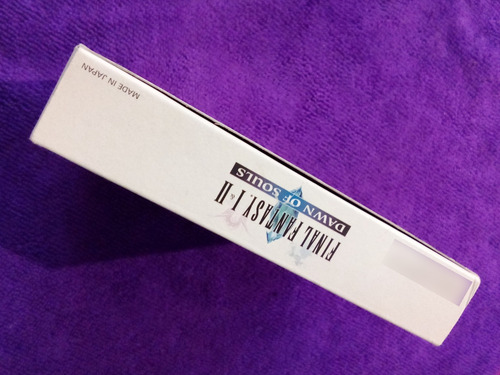 FINAL FANTASY. I & II
DAWN OF SOULS
MADE IN JAPAN